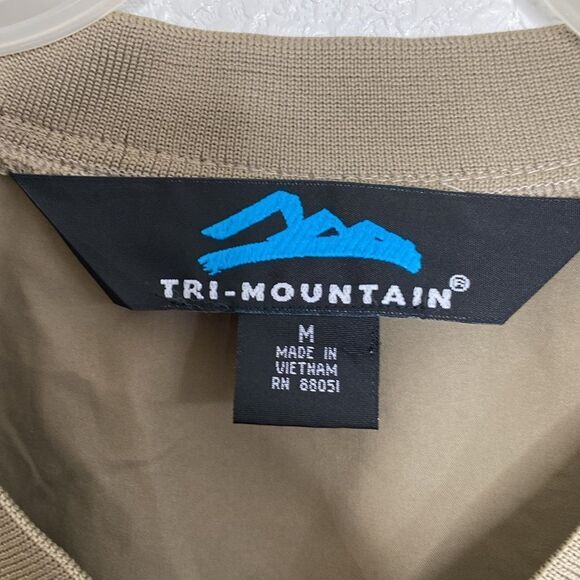 TRI-MOUNTAIN®
M
MADE IN
VIETNAM
RN 88051